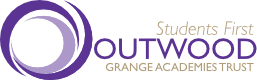 Students First
OUTWOOD
GRANGE ACADEMIES TRUST